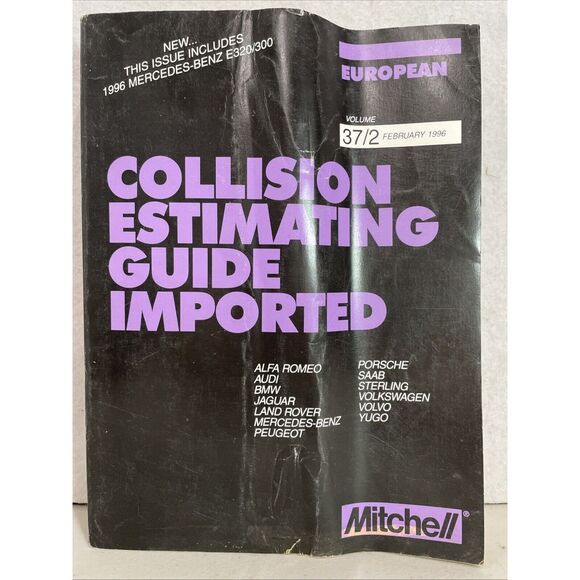 NEW...
THIS ISSUE INCLUDES
1996 MERCEDES-BENZ E320/300
EUROPEAN
VOLUME
37/2 FEBRUARY 1996
COLLISION
ESTIMATING
GUIDE
IMPORTED
ALFA ROMEO
AUDI
BMW
JAGUAR
LAND ROVER
MERCEDES-BENZ
PEUGEOT
PORSCHE
SAAB
STERLING
VOLKSWAGEN
VOLVO
YUGO
Mitchell®